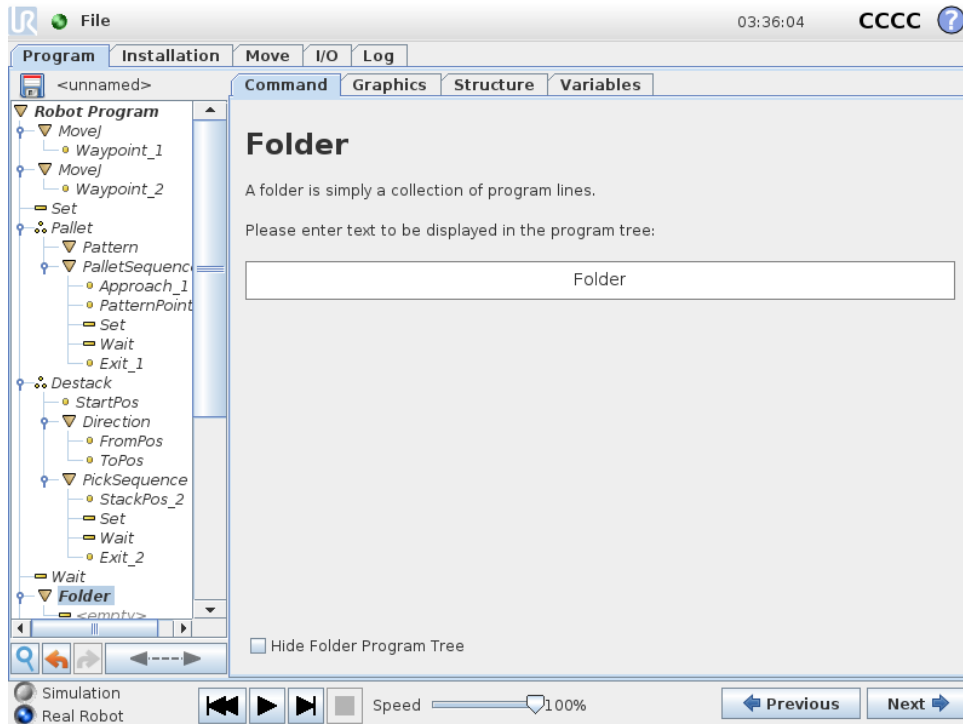 UR File 03:36:04 CCCC ?
Program Installation Move I/O Log
<unnamed>
Command Graphics Structure Variables
Robot Program
MoveJ
Waypoint_1
MoveJ
Waypoint_2
Set
Pallet
Pattern
PalletSequenc
Approach_1
PatternPoint
Set
Wait
Exit_1
Destack
StartPos
Direction
FromPos
ToPos
PickSequence
StackPos_2
Set
Wait
Exit_2
Wait
Folder
<empty>
Folder
A folder is simply a collection of program lines.
Please enter text to be displayed in the program tree:
Folder
Hide Folder Program Tree
Simulation
Real Robot
Speed 100%
Previous Next